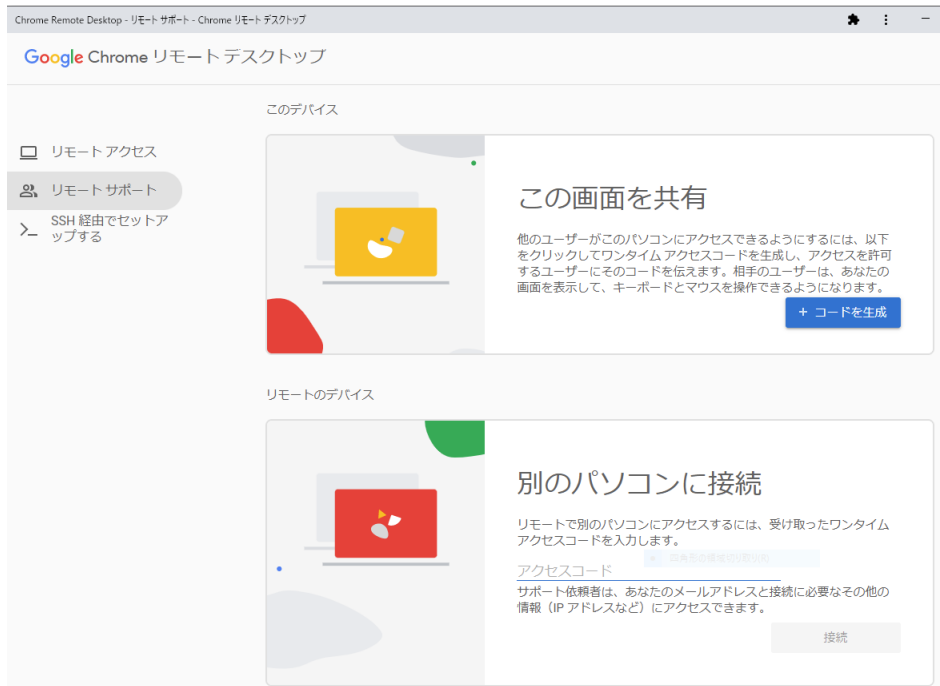 Chrome Remote Desktop - リモート サポート - Chrome リモート デスクトップ
Google Chrome リモート デスクトップ
このデバイス
リモート アクセス
リモート サポート
SSH 経由でセットア
ップする
この画面を共有
他のユーザーがこのパソコンにアクセスできるようにするには、以下
をクリックしてワンタイム アクセスコードを生成し、アクセスを許可
するユーザーにそのコードを伝えます。相手のユーザーは、あなたの
画面を表示して、キーボードとマウスを操作できるようになります。
+ コードを生成
リモートのデバイス
別のパソコンに接続
リモートで別のパソコンにアクセスするには、受け取ったワンタイム
アクセスコードを入力します。
アクセスコード
サポート依頼者は、あなたのメールアドレスと接続に必要なその他の
情報（IP アドレスなど）にアクセスできます。
接続